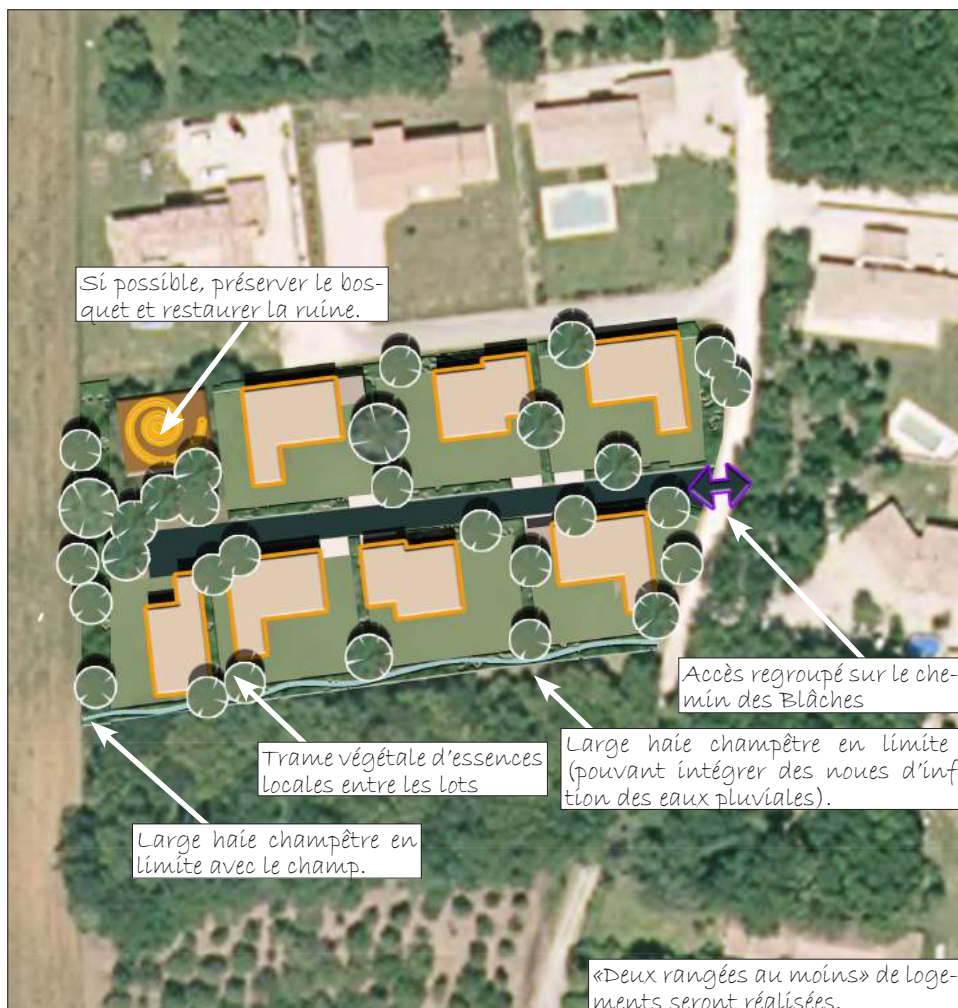 Si possible, préserver le bos-
quet et restaurer la ruine.
Accès regroupé sur le che-
min des Blâches
Trame végétale d'essences
locales entre les lots
Large haie champêtre en limite
(pouvant intégrer des noues d'inf
tion des eaux pluviales).
Large haie champêtre en
limite avec le champ.
«Deux rangées au moins» de loge-
ments seront réalisées.